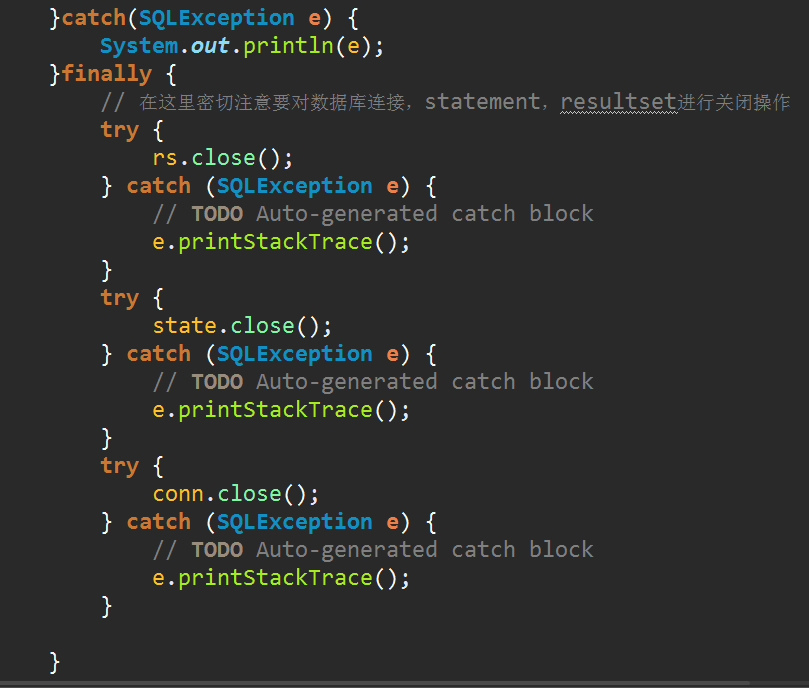 }catch(SQLException e) {
System.out.println(e);
}finally {
// 在这里密切注意要对数据库连接，statement，resultset进行关闭操作
try {
rs.close();
} catch (SQLException e) {
// TODO Auto-generated catch block
e.printStackTrace();
}
try {
state.close();
} catch (SQLException e) {
// TODO Auto-generated catch block
e.printStackTrace();
}
try {
conn.close();
} catch (SQLException e) {
// TODO Auto-generated catch block
e.printStackTrace();
}
}